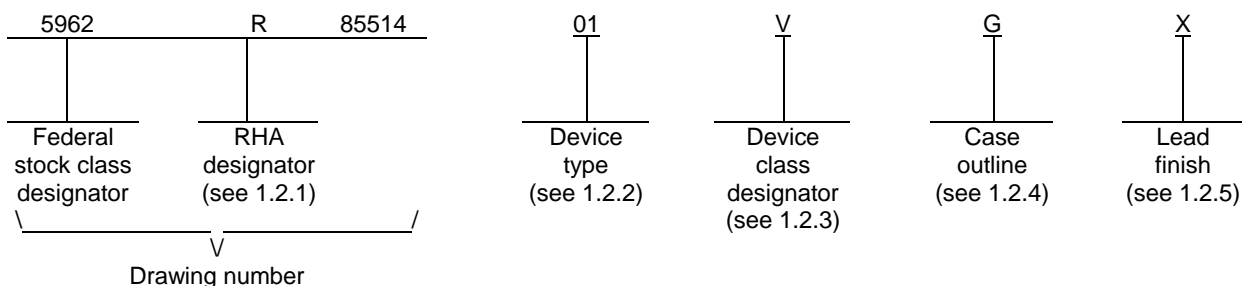 5962 R 85514 01 V G X
Federal stock class designator
RHA designator (see 1.2.1)
Device type (see 1.2.2)
Device class designator (see 1.2.3)
Case outline (see 1.2.4)
Lead finish (see 1.2.5)
Drawing number